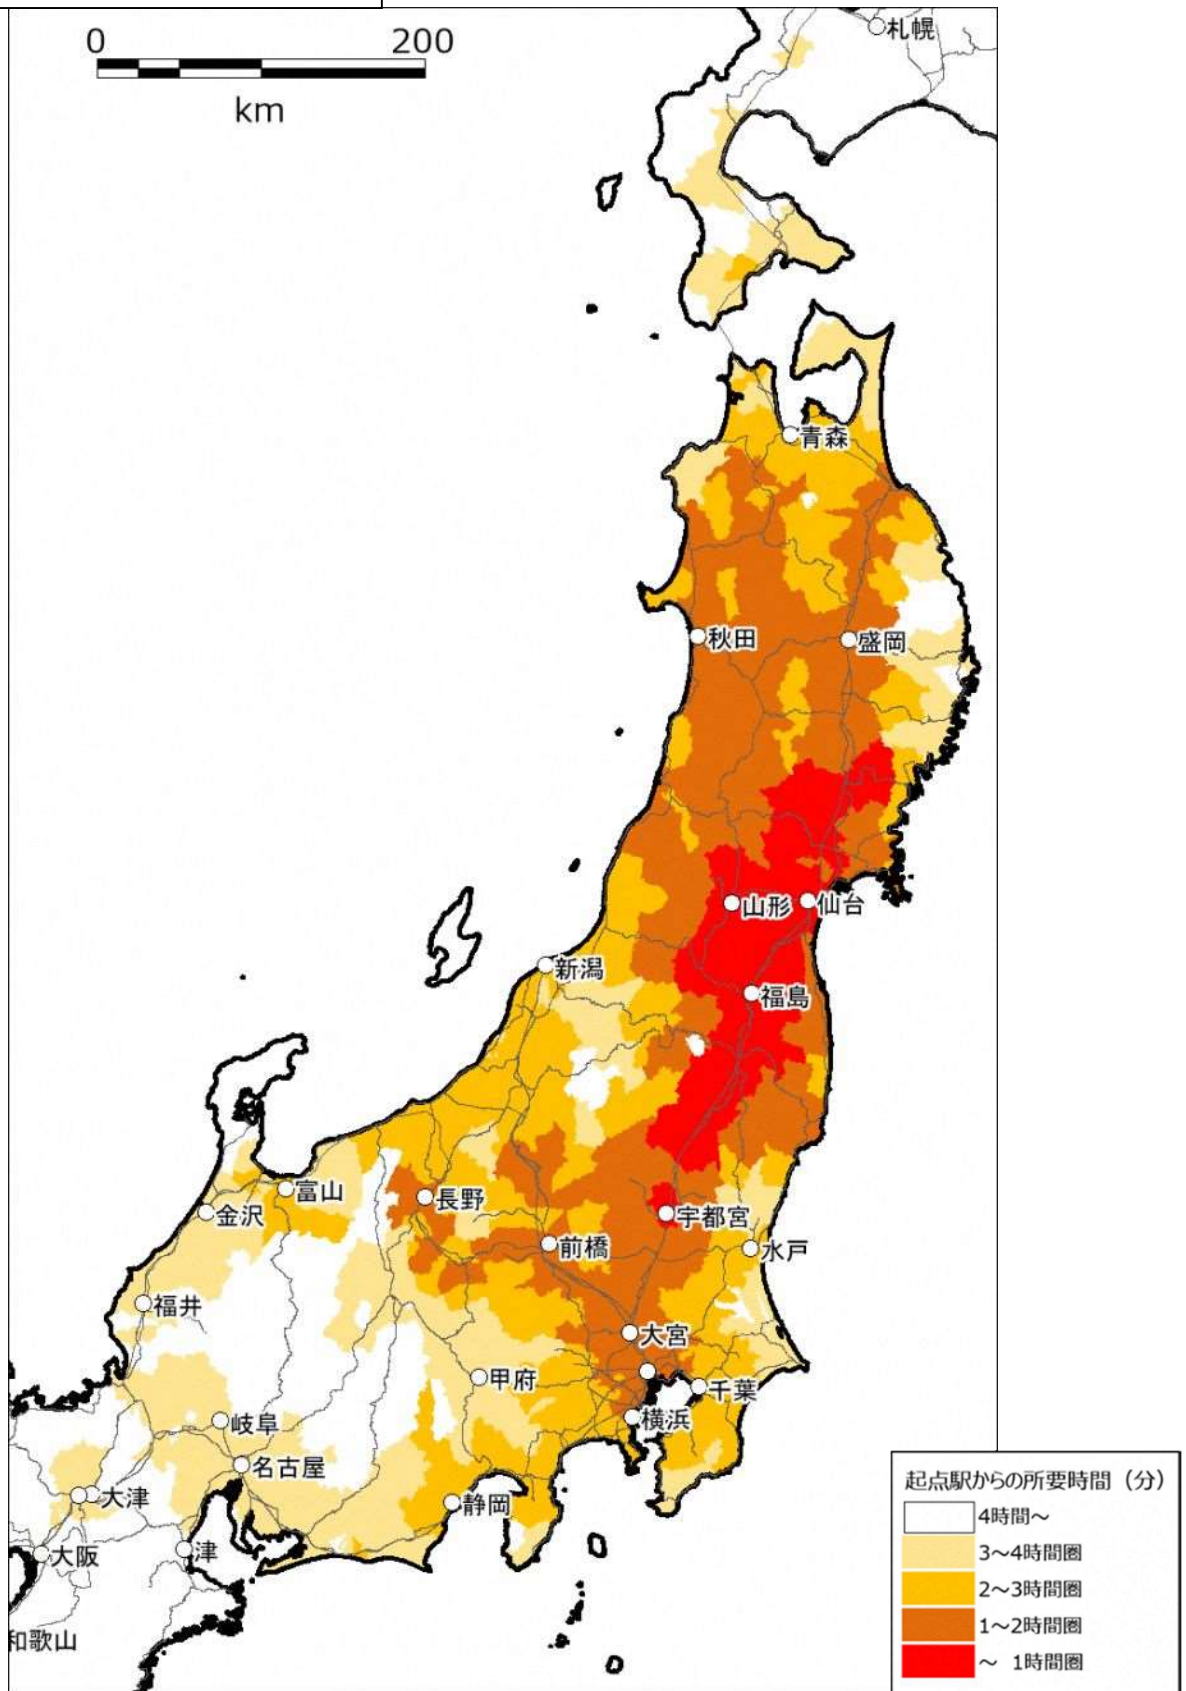 0 200
km
札幌
青森
秋田
盛岡
山形
仙台
新潟
福島
富山
長野
宇都宮
金沢
前橋
水戸
福井
大宮
甲府
千葉
岐阜
横浜
名古屋
大津
静岡
大阪
津
和歌山
起点駅からの所要時間（分）
4時間～
3～4時間圏
2～3時間圏
1～2時間圏
～ 1時間圏